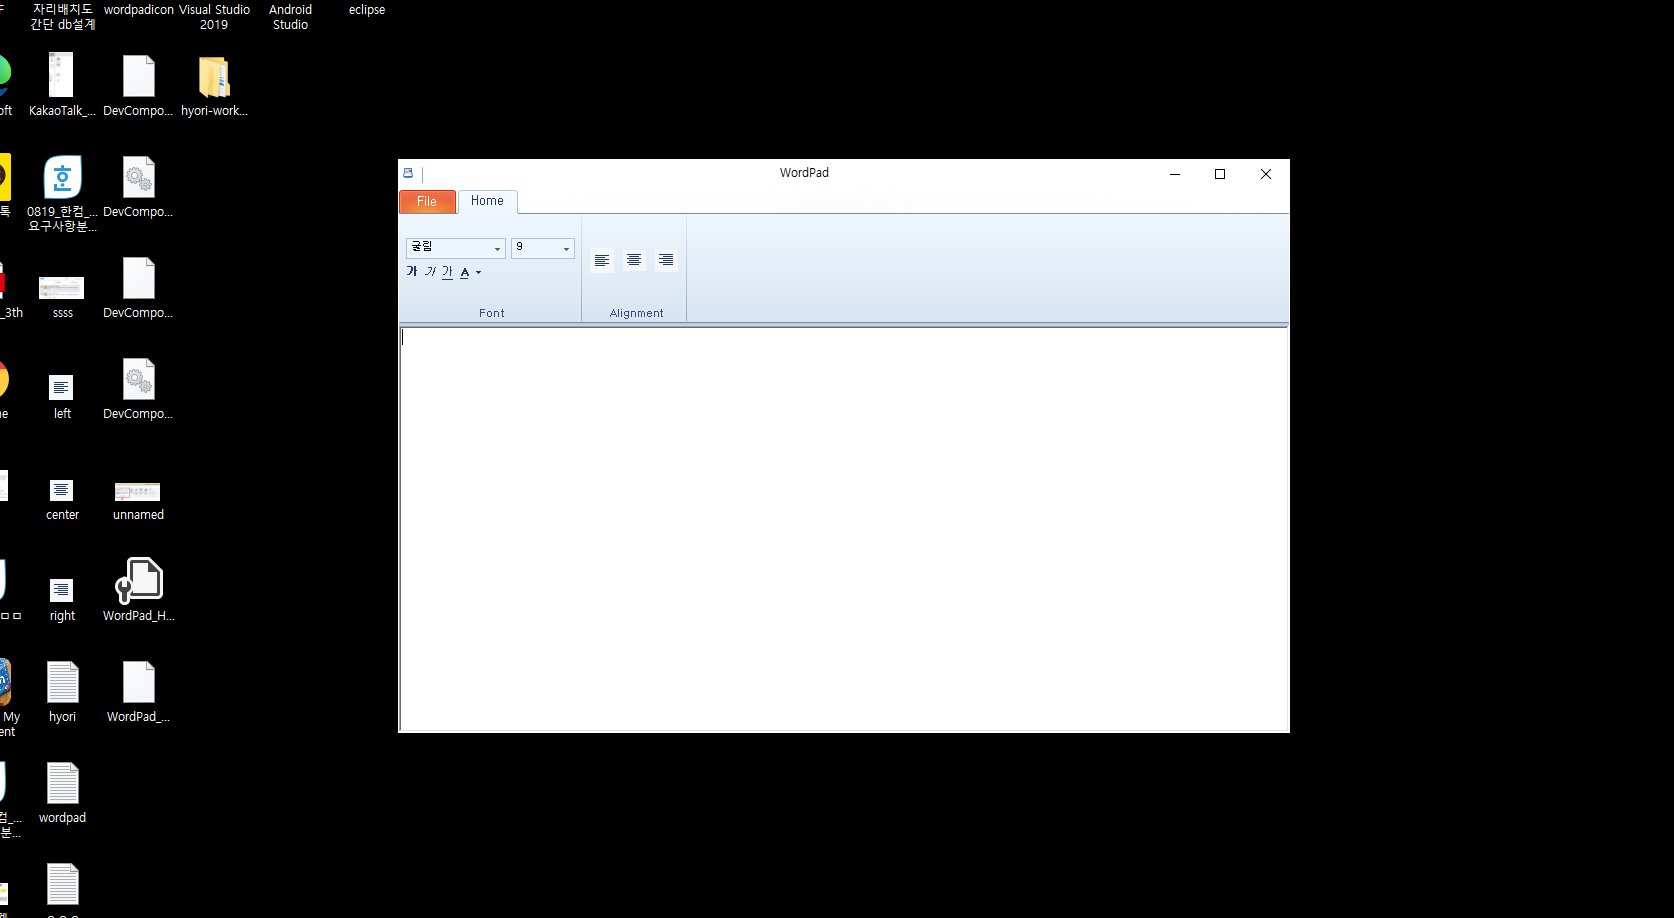 자리배치도
간단 db설계
wordpadicon
Visual Studio
2019
Android
Studio
eclipse
oft
KakaoTalk_...
DevCompo...
hyori-work...
톡
0819_한컴_...
요구사항분...
DevCompo...
_3th
ssss
DevCompo...
left
DevCompo...
center
unnamed
ㅁㅁ
right
WordPad_H...
My
ent
hyori
WordPad_...
컴_...
분...
wordpad
WordPad
File
Home
굴림
9
가 가 가 A
Font
Alignment